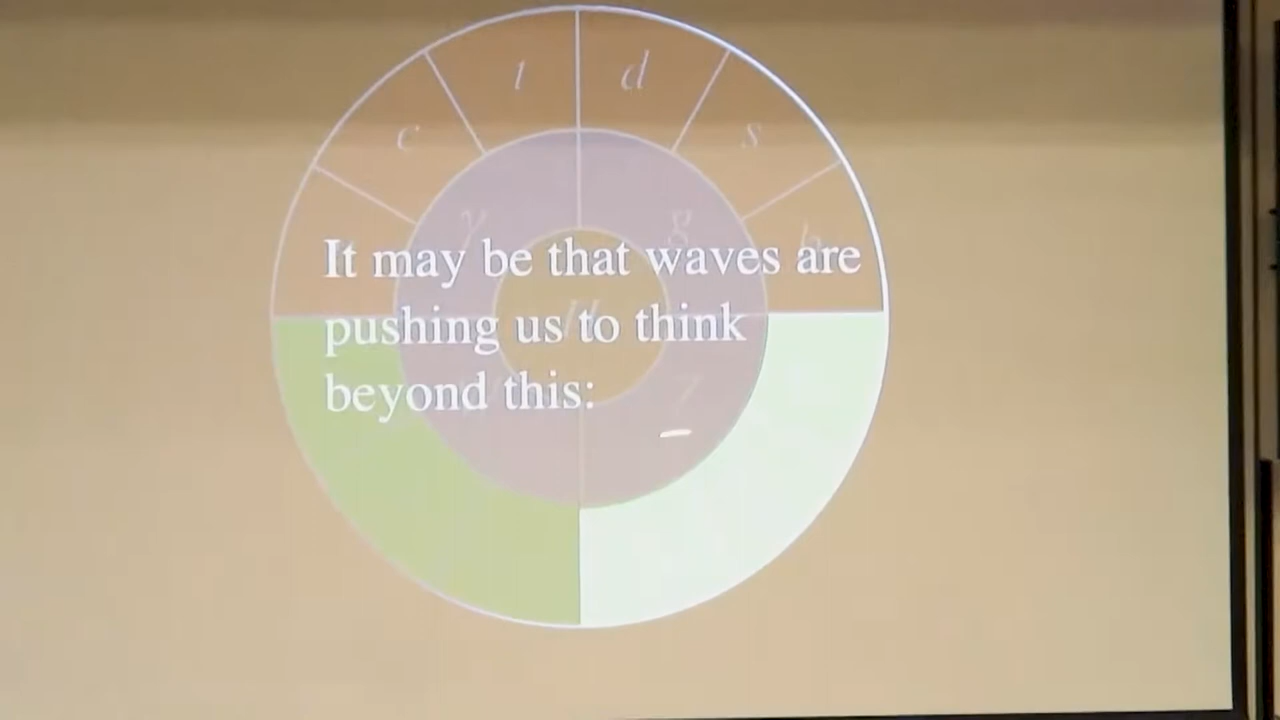 t d
c s
γ g
It may be that waves are
pushing us to think
beyond this: